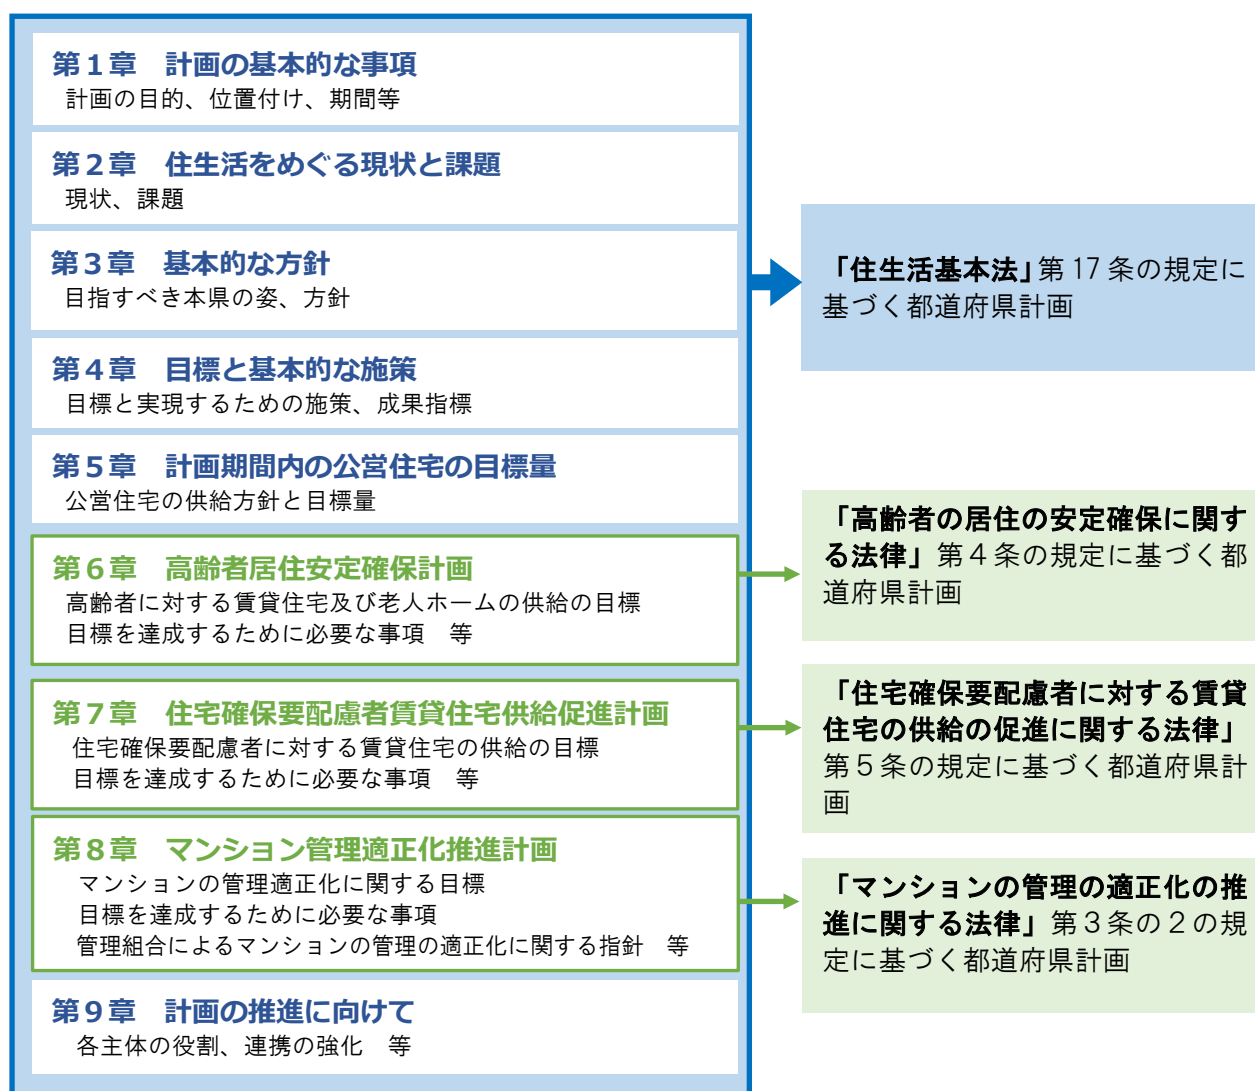 第１章　計画の基本的な事項
計画の目的、位置付け、期間等
第２章　住生活をめぐる現状と課題
現状、課題
第３章　基本的な方針
目指すべき本県の姿、方針
第４章　目標と基本的な施策
目標と実現するための施策、成果指標
第５章　計画期間内の公営住宅の目標量
公営住宅の供給方針と目標量
第６章　高齢者居住安定確保計画
高齢者に対する賃貸住宅及び老人ホームの供給の目標
目標を達成するために必要な事項　等
第７章　住宅確保要配慮者賃貸住宅供給促進計画
住宅確保要配慮者に対する賃貸住宅の供給の目標
目標を達成するために必要な事項　等
第８章　マンション管理適正化推進計画
マンションの管理適正化に関する目標
目標を達成するために必要な事項
管理組合によるマンションの管理の適正化に関する指針　等
第９章　計画の推進に向けて
各主体の役割、連携の強化　等
「住生活基本法」第 17 条の規定に
基づく都道府県計画
「高齢者の居住の安定確保に関す
る法律」第４条の規定に基づく都
道府県計画
「住宅確保要配慮者に対する賃貸
住宅の供給の促進に関する法律」
第５条の規定に基づく都道府県計
画
「マンションの管理の適正化の推
進に関する法律」第３条の２の規
定に基づく都道府県計画